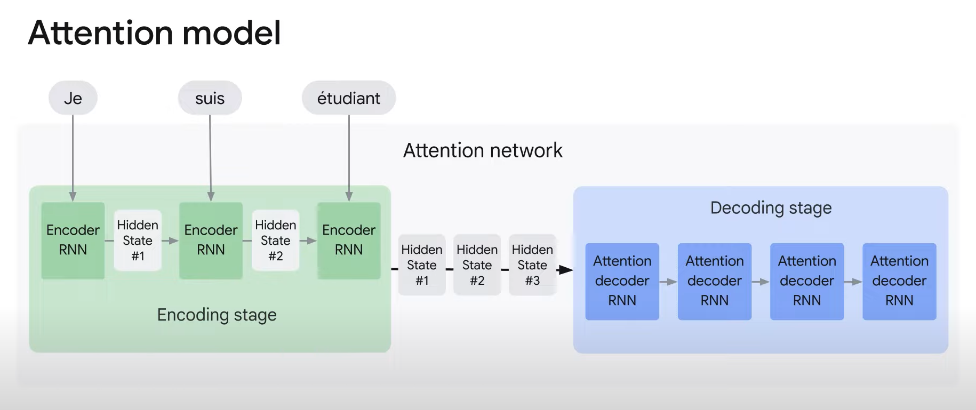 Attention model
Je
suis
étudiant
Attention network
Encoder
RNN
Hidden
State
#1
Encoder
RNN
Hidden
State
#2
Encoder
RNN
Encoding stage
Hidden
State
#1
Hidden
State
#2
Hidden
State
#3
Decoding stage
Attention
decoder
RNN
Attention
decoder
RNN
Attention
decoder
RNN
Attention
decoder
RNN